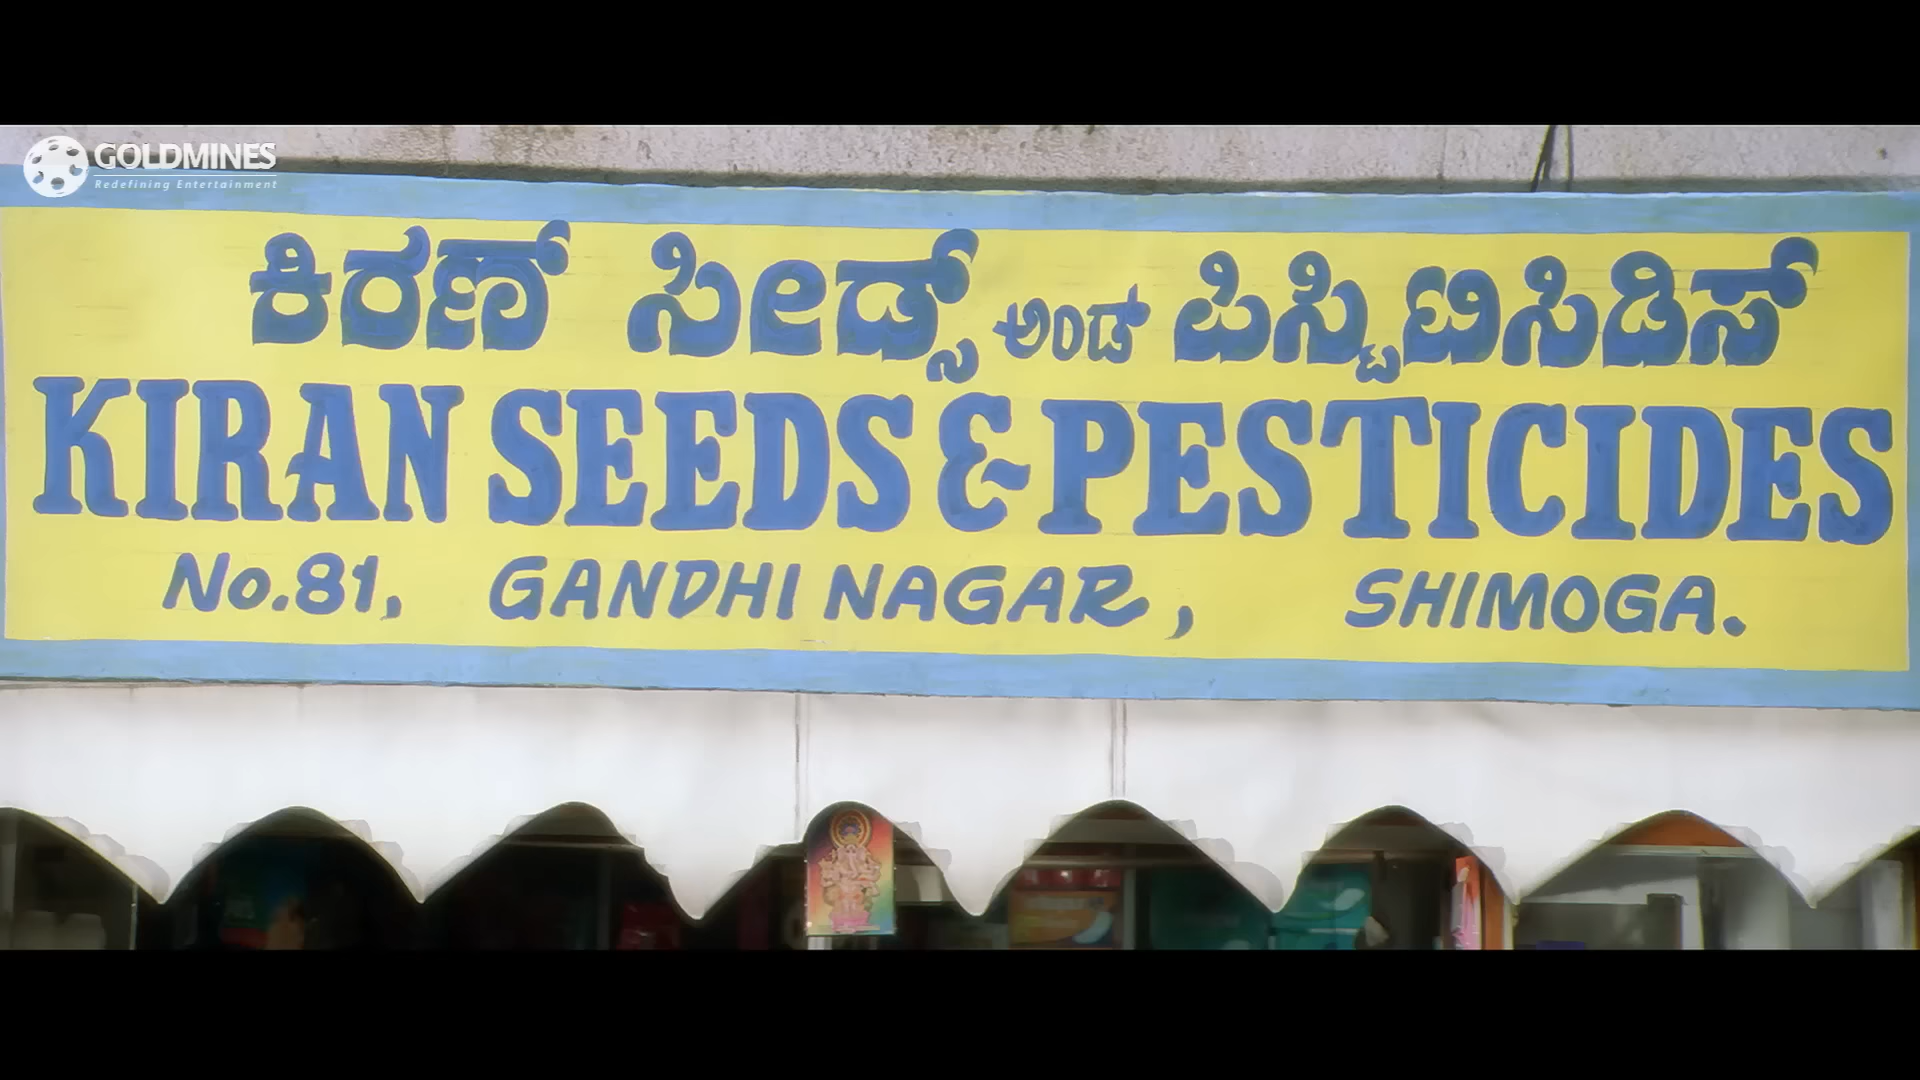 GOLDMINES
Redefining Entertainment
ಕಿರಣ್ ಸೀಡ್ಸ್ ಅಂಡ್ ಪಿಸ್ಟಿಟಿಸಿಡಿಸ್
KIRAN SEEDS & PESTICIDES
No. 81, GANDHI NAGAR, SHIMOGA.